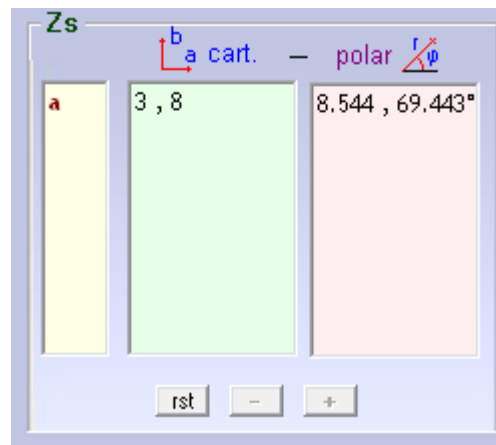 Zs
b
a cart. – polar r φ
a
3 , 8
8.544 , 69.443°
rst - +